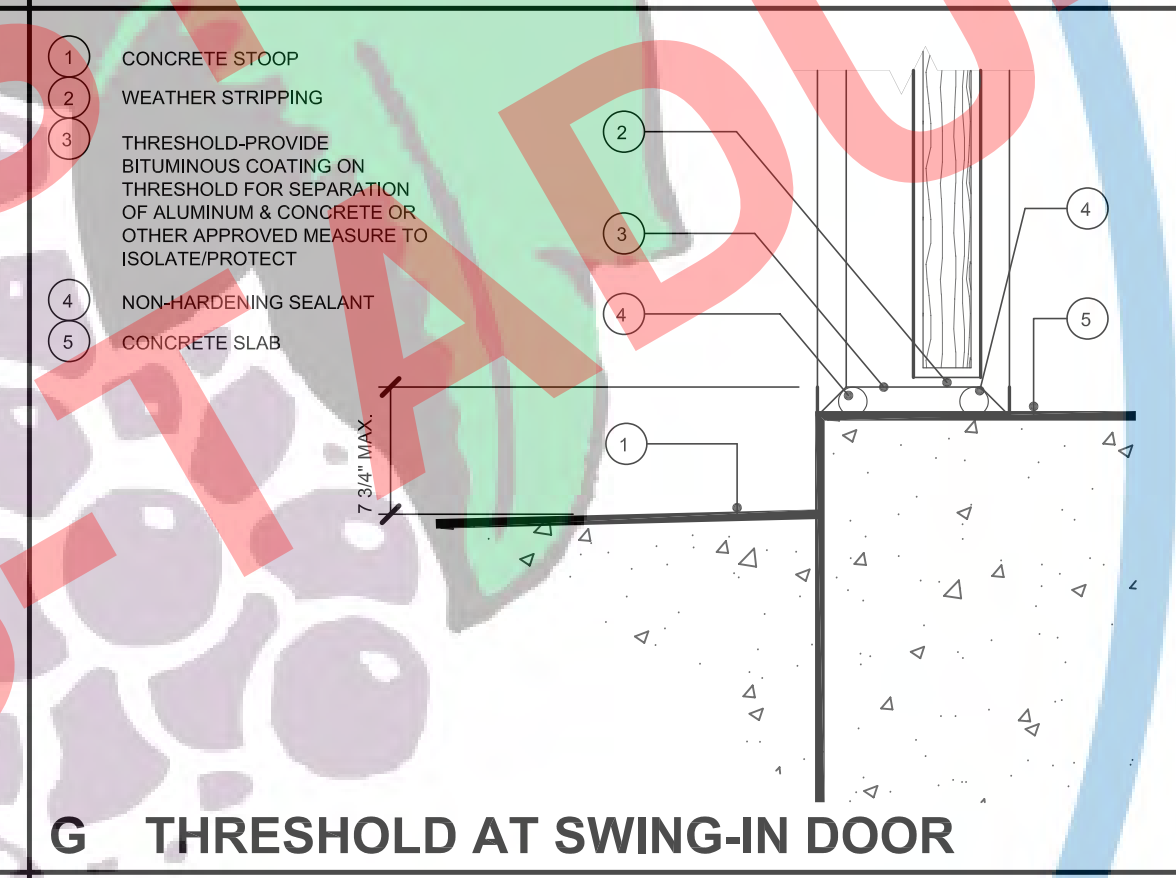 1 CONCRETE STOOP
2 WEATHER STRIPPING
3 THRESHOLD-PROVIDE
BITUMINOUS COATING ON
THRESHOLD FOR SEPARATION
OF ALUMINUM & CONCRETE OR
OTHER APPROVED MEASURE TO
ISOLATE/PROTECT
4 NON-HARDENING SEALANT
5 CONCRETE SLAB
2
3
4
1
4
5
7 3/4" MAX.
G THRESHOLD AT SWING-IN DOOR